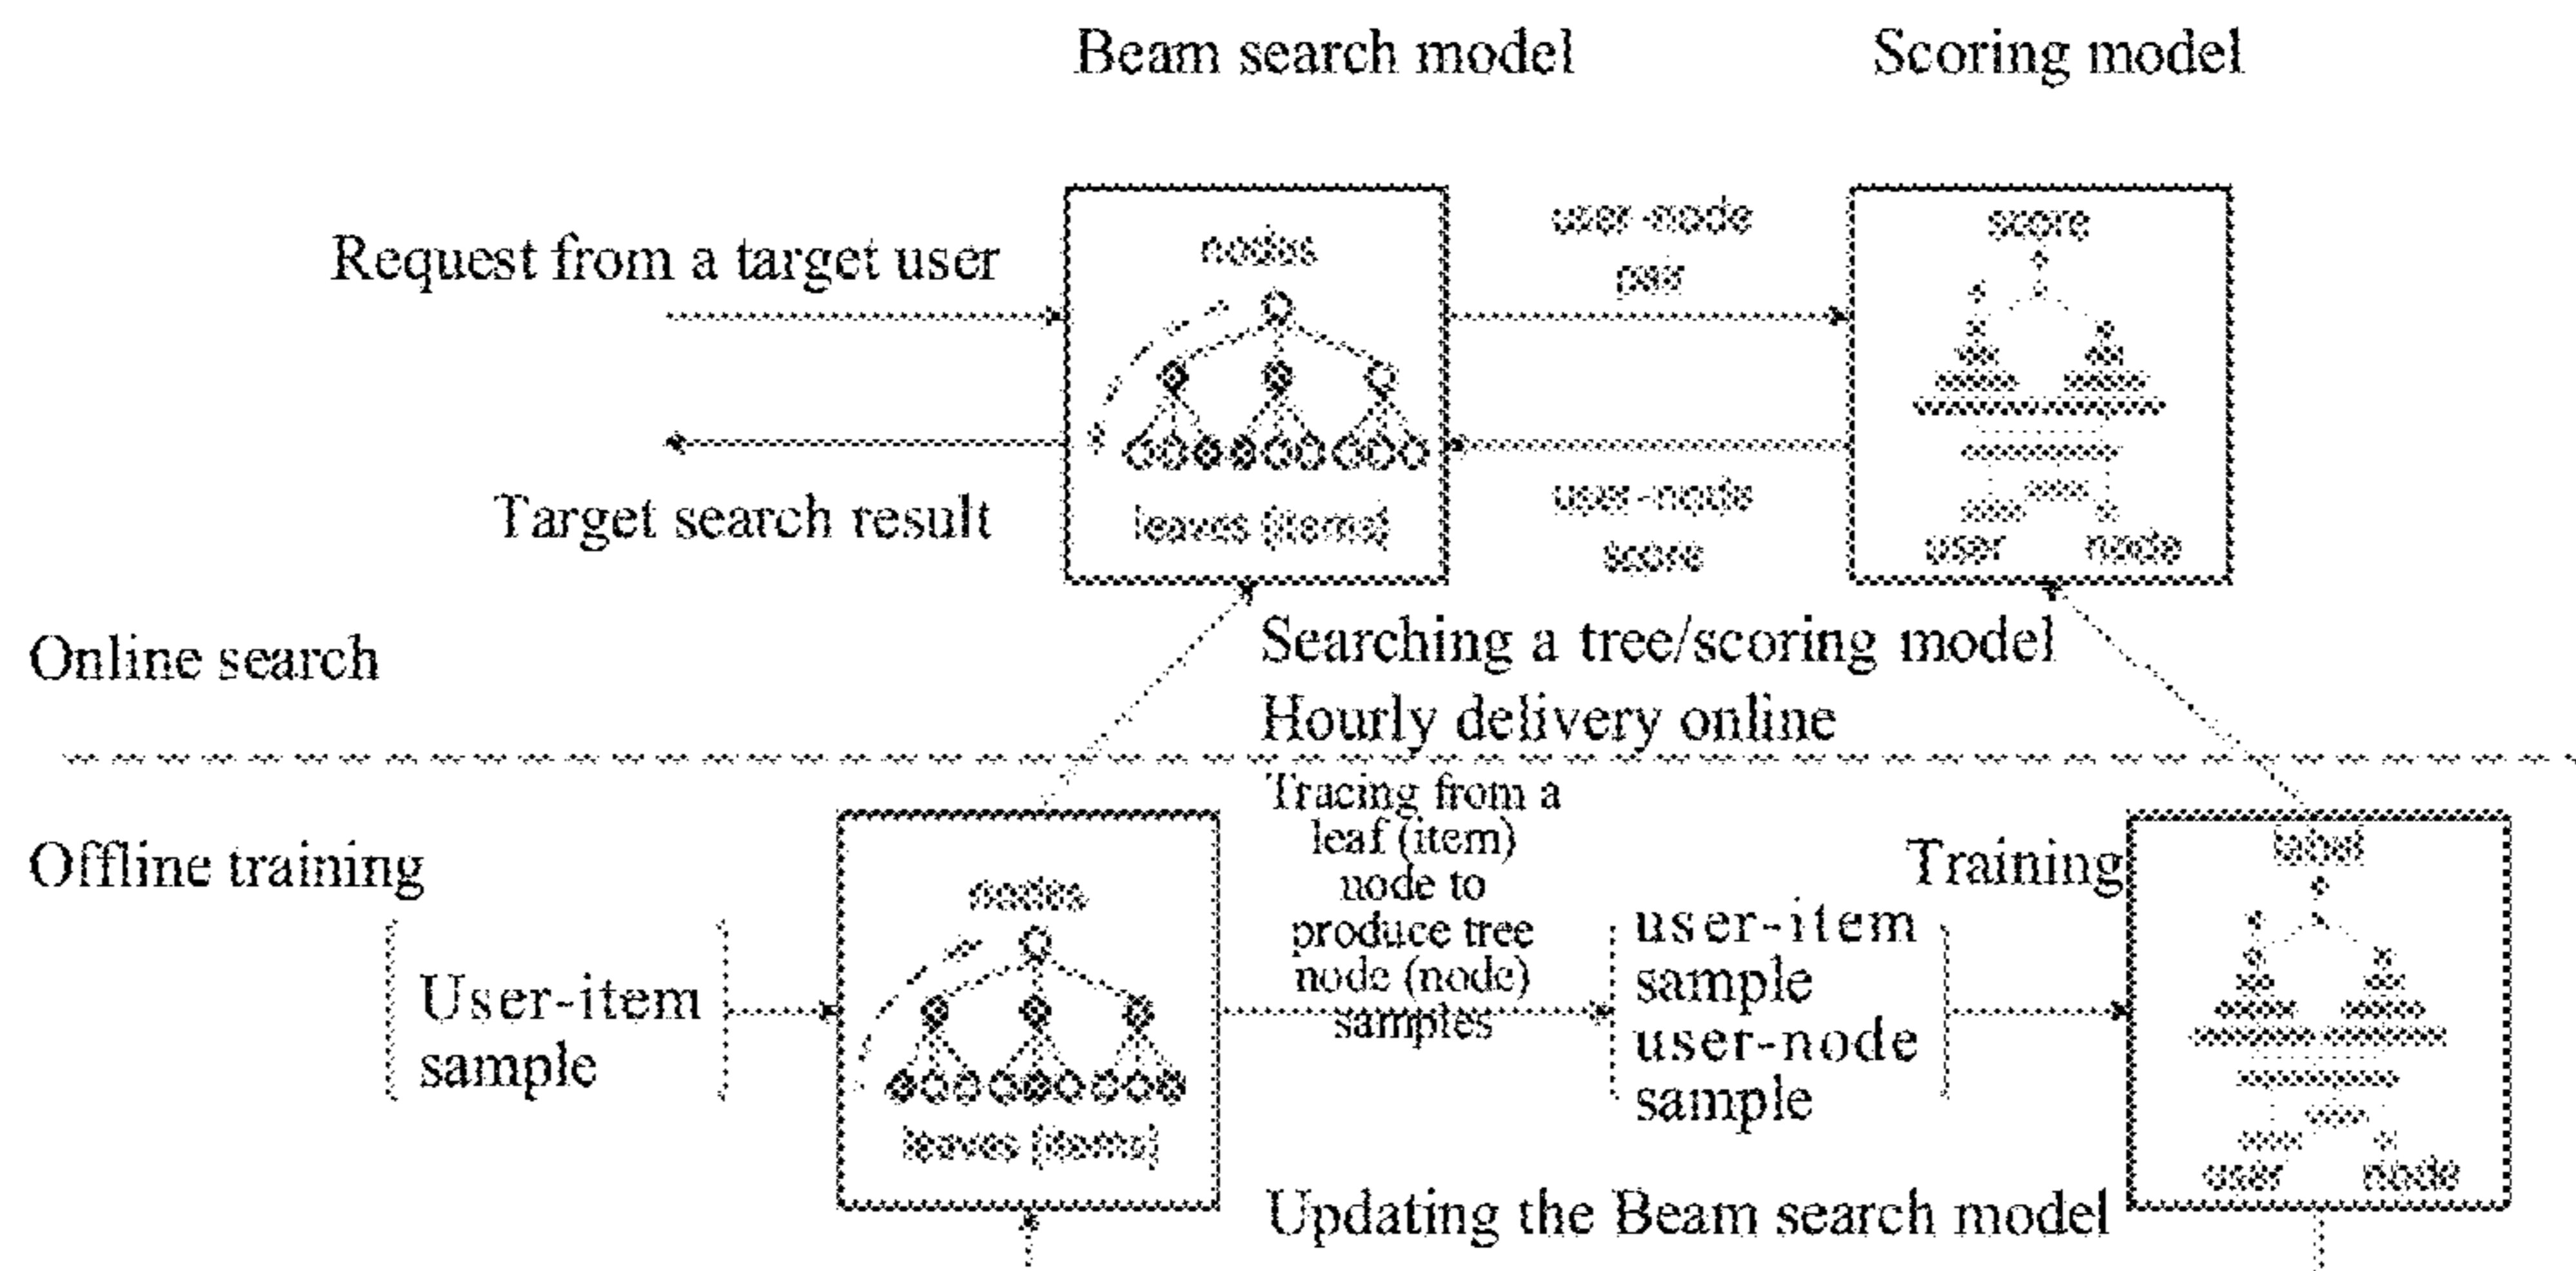 Beam search model
Scoring model
Request from a target user
nodes
leaves (items)
Target search result
user-node
pair
user-node
score
score
user
node
Online search
Searching a tree/scoring model
Hourly delivery online
Offline training
User-item
sample
nodes
leaves (items)
Tracing from a
leaf (item)
node to
produce tree
node (node)
samples
user-item
sample
user-node
sample
Training
label
user
node
Updating the Beam search model